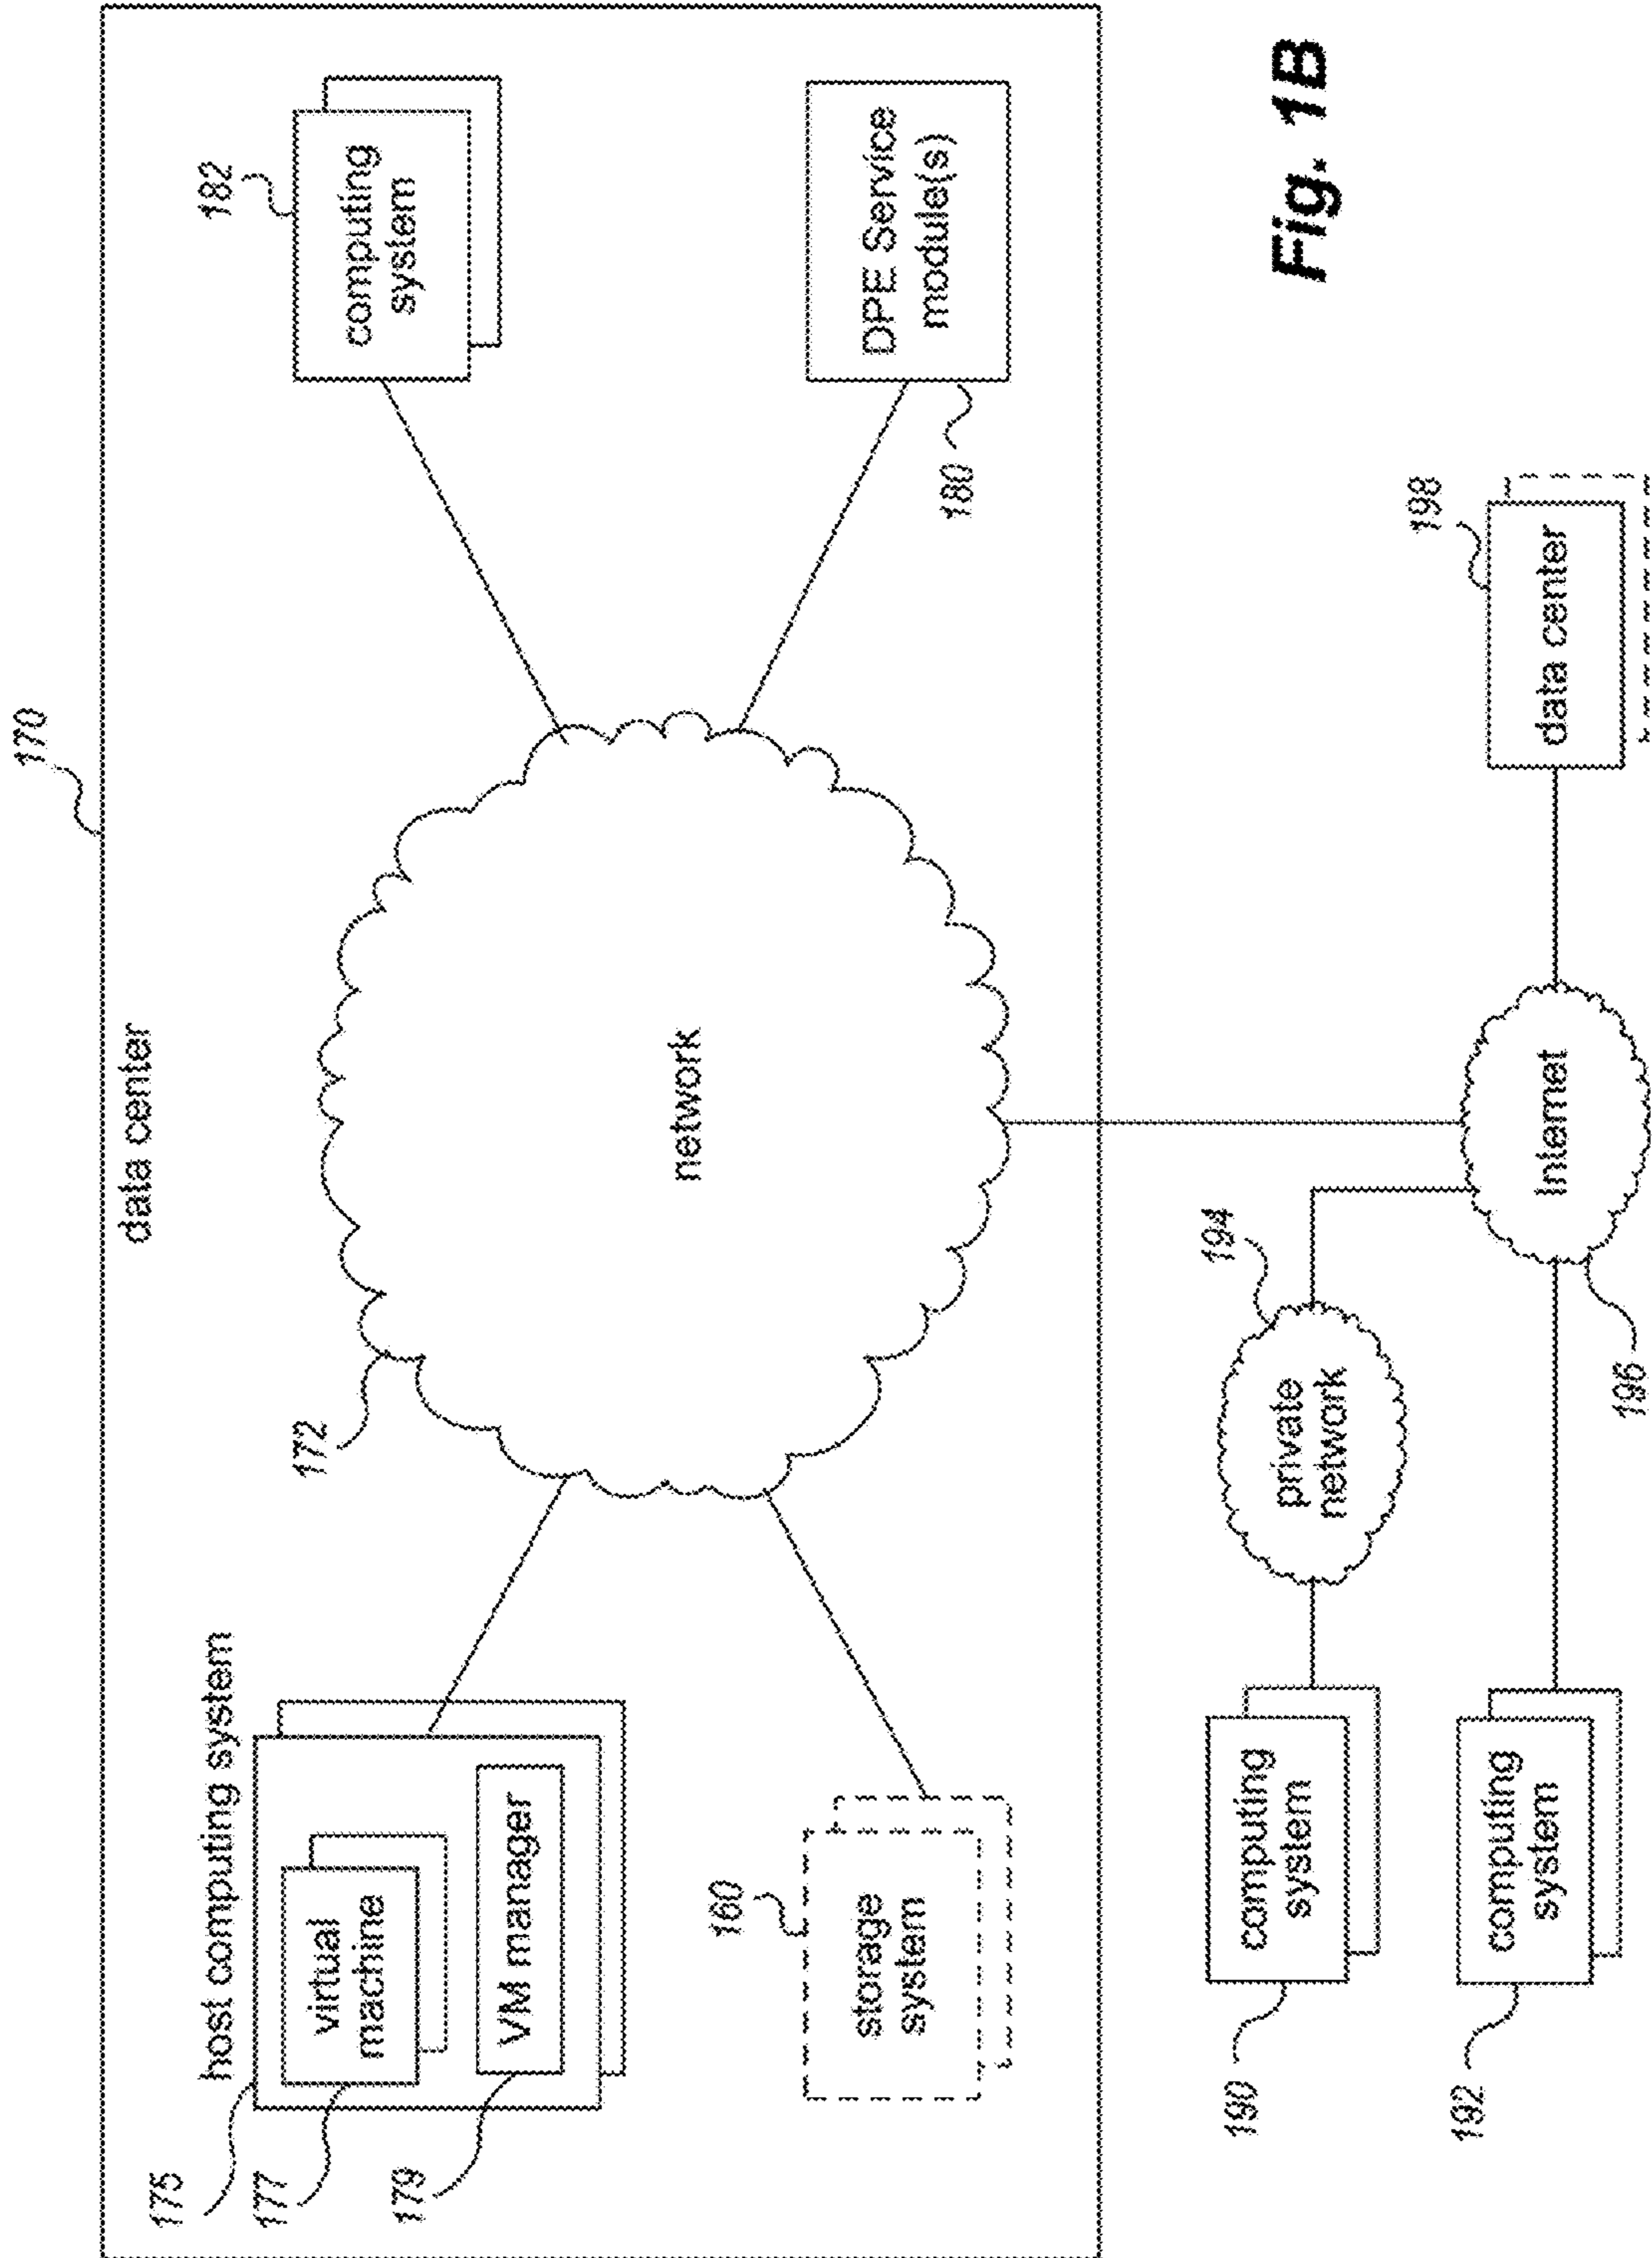 170
data center
175
host computing system
177
virtual
machine
179
VM manager
172
network
182
computing
system
160
storage
system
180
DPE Service
module(s)
190
computing
system
private
network
194
192
computing
system
Internet
196
data center
198
Fig. 1B